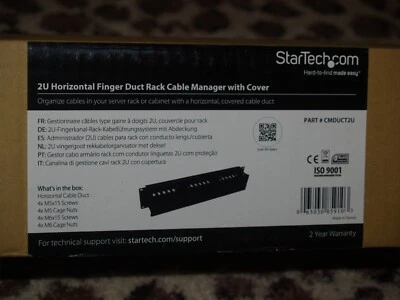 StarTech.com
Hard-to-find made easy
2U Horizontal Finger Duct Rack Cable Manager with Cover
Organize cables in your server rack or cabinet with a horizontal, covered cable duct
PART # CMDUCT2U
FR: Gestionnaire câbles type gaine à doigts 2U, couvercle pour rack
DE: 2U-Fingerkanal-Rack-Kabelführungssystem mit Abdeckung
ES: Administrador (2U) cables para rack con conducto lengü/cubierta
NL: 2U vingergoot rekkabelorganisator met deksel
PT: Gestor cabo armário rack com condutor linguetas 2U com proteção
IT: Canalina di gestione cavi rack 2U con copertura
CE
ISO 9001
What's in the box:
Horizontal Cable Duct
4x M5x15 Screws
4x M5 Cage Nuts
4x M6x15 Screws
4x M6 Cage Nuts
For technical support visit: startech.com/support
2 Year Warranty